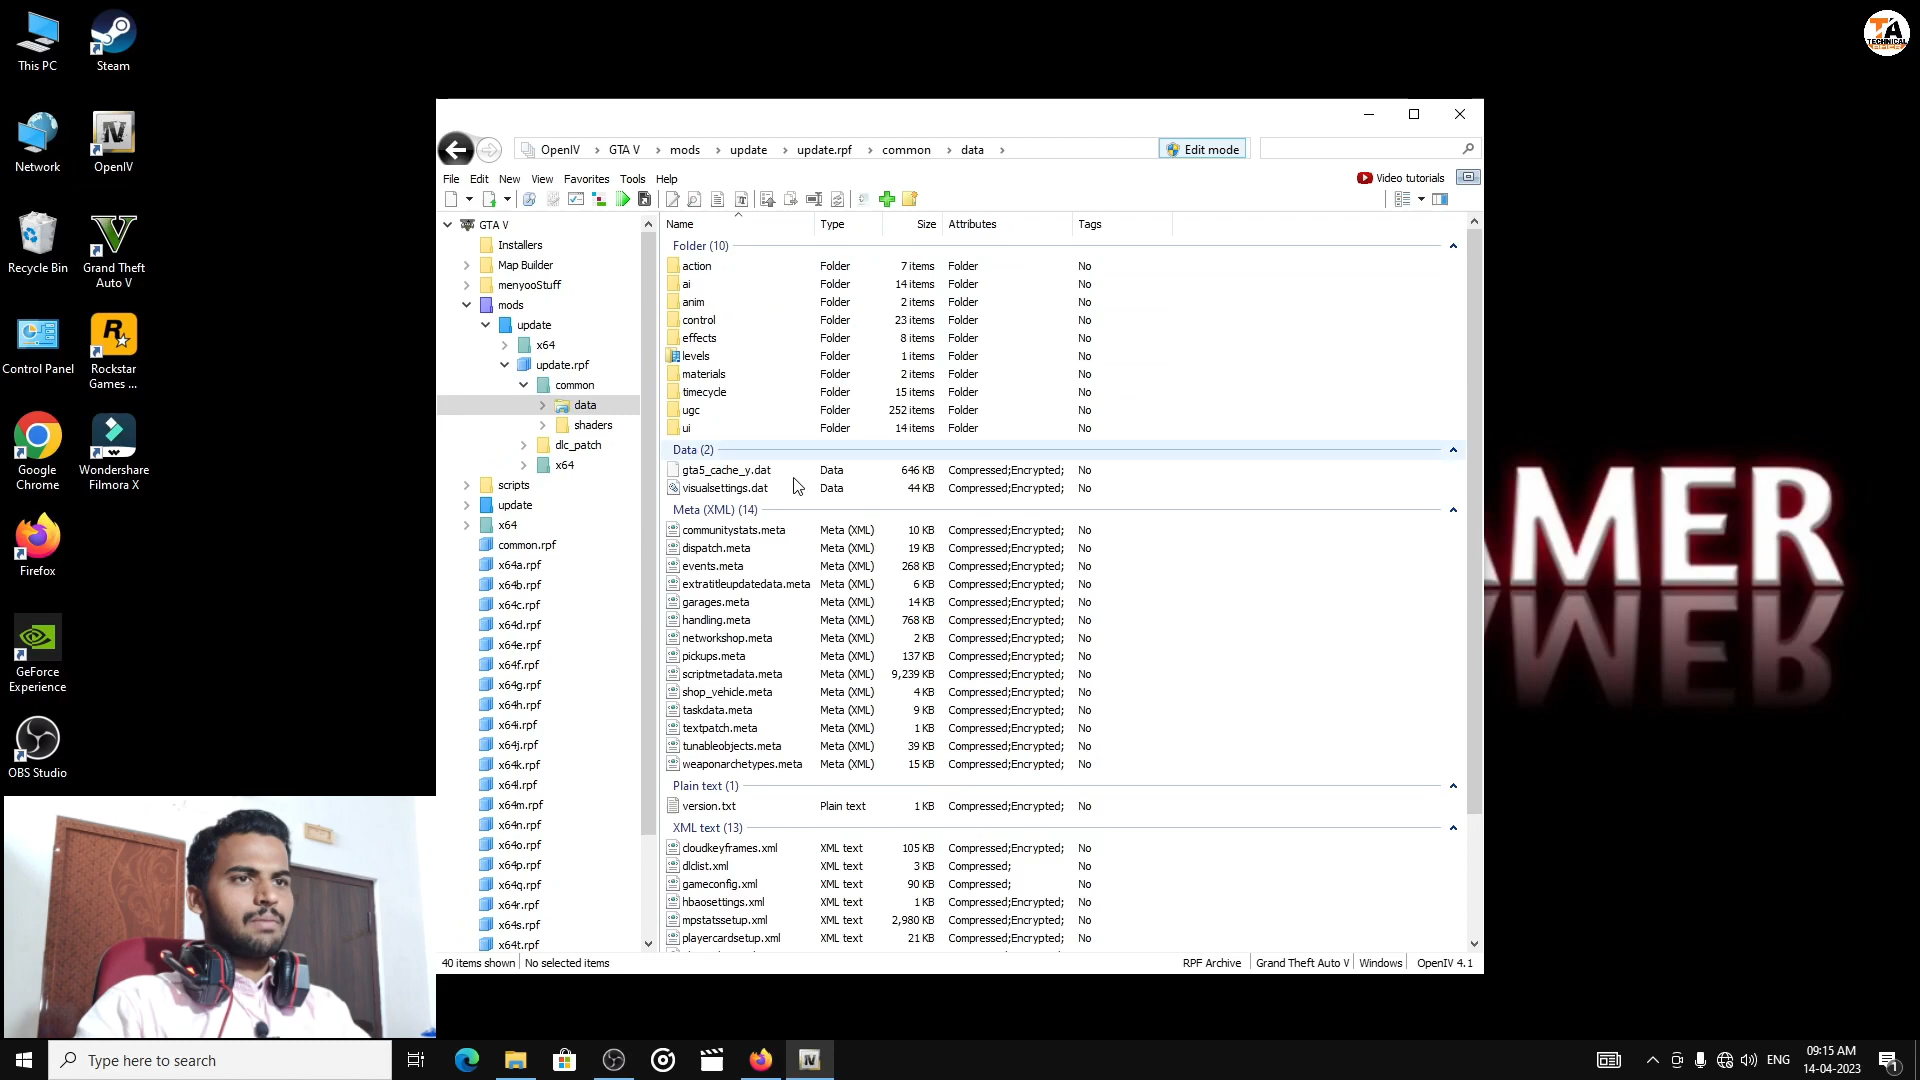 This PC
Steam
Network
OpenIV
Recycle Bin
Grand Theft
Auto V
Control Panel
Rockstar
Games ...
Google
Chrome
Wondershare
Filmora X
Firefox
GeForce
Experience
OBS Studio
TA
TECHNICAL
AMER
OpenIV
GTA V
mods
update
update.rpf
common
data
Edit mode
File Edit New View Favorites Tools Help
Video tutorials
GTA V
Installers
Map Builder
menyooStuff
mods
update
x64
update.rpf
common
data
shaders
dlc_patch
x64
scripts
update
x64
common.rpf
x64a.rpf
x64b.rpf
x64c.rpf
x64d.rpf
x64e.rpf
x64f.rpf
x64g.rpf
x64h.rpf
x64i.rpf
x64j.rpf
x64k.rpf
x64l.rpf
x64m.rpf
x64n.rpf
x64o.rpf
x64p.rpf
x64q.rpf
x64r.rpf
x64s.rpf
x64t.rpf
Name Type Size Attributes Tags
Folder (10)
action Folder 7 items Folder No
ai Folder 14 items Folder No
anim Folder 2 items Folder No
control Folder 23 items Folder No
effects Folder 8 items Folder No
levels Folder 1 items Folder No
materials Folder 2 items Folder No
timecycle Folder 15 items Folder No
ugc Folder 252 items Folder No
ui Folder 14 items Folder No
Data (2)
gta5_cache_y.dat Data 646 KB Compressed;Encrypted; No
visualsettings.dat Data 44 KB Compressed;Encrypted; No
Meta (XML) (14)
communitystats.meta Meta (XML) 10 KB Compressed;Encrypted; No
dispatch.meta Meta (XML) 19 KB Compressed;Encrypted; No
events.meta Meta (XML) 268 KB Compressed;Encrypted; No
extratitleupdatedata.meta Meta (XML) 6 KB Compressed;Encrypted; No
garages.meta Meta (XML) 14 KB Compressed;Encrypted; No
handling.meta Meta (XML) 768 KB Compressed;Encrypted; No
networkshop.meta Meta (XML) 2 KB Compressed;Encrypted; No
pickups.meta Meta (XML) 137 KB Compressed;Encrypted; No
scriptmetadata.meta Meta (XML) 9,239 KB Compressed;Encrypted; No
shop_vehicle.meta Meta (XML) 4 KB Compressed;Encrypted; No
taskdata.meta Meta (XML) 9 KB Compressed;Encrypted; No
textpatch.meta Meta (XML) 1 KB Compressed;Encrypted; No
tunableobjects.meta Meta (XML) 39 KB Compressed;Encrypted; No
weaponarchetypes.meta Meta (XML) 15 KB Compressed;Encrypted; No
Plain text (1)
version.txt Plain text 1 KB Compressed;Encrypted; No
XML text (13)
cloudkeyframes.xml XML text 105 KB Compressed;Encrypted; No
dlclist.xml XML text 3 KB Compressed; No
gameconfig.xml XML text 90 KB Compressed; No
hbaosettings.xml XML text 1 KB Compressed;Encrypted; No
mpstatssetup.xml XML text 2,980 KB Compressed;Encrypted; No
playercardsetup.xml XML text 21 KB Compressed;Encrypted; No
40 items shown No selected items
RPF Archive Grand Theft Auto V Windows OpenIV 4.1
Type here to search
ENG
09:15 AM
14-04-2023
1